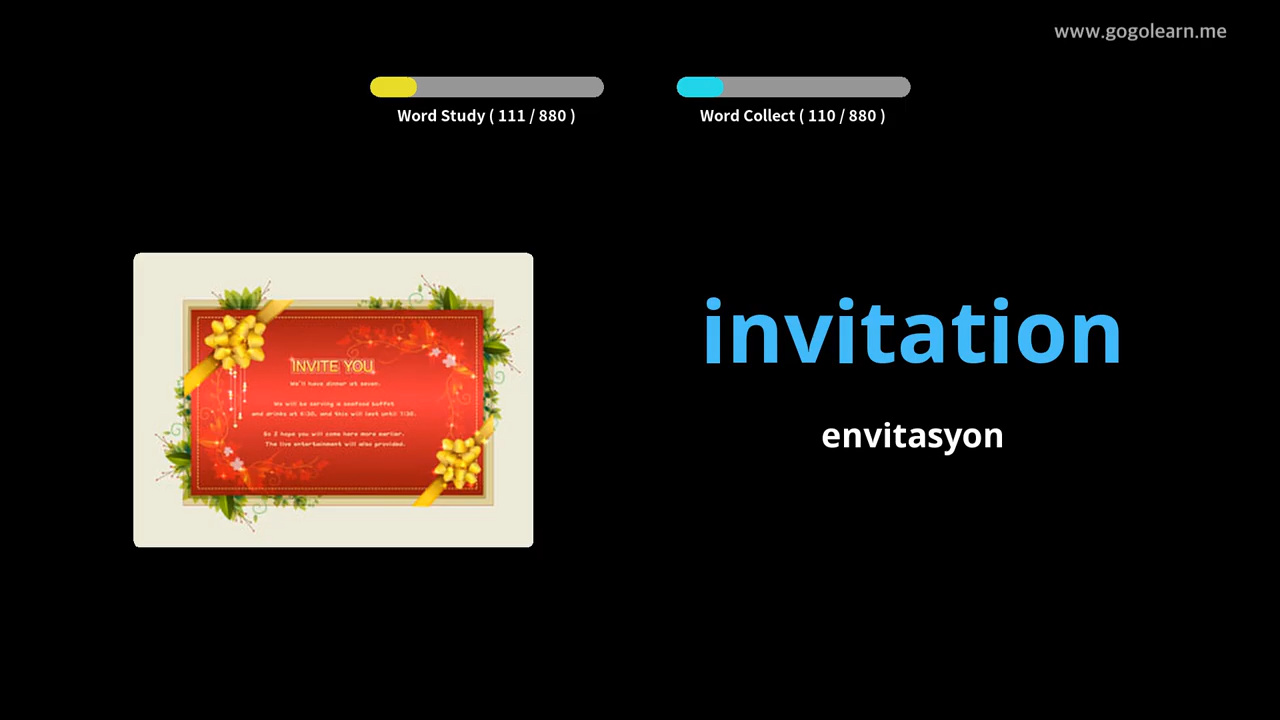 www.gogolearn.me
Word Study ( 111 / 880 )
Word Collect ( 110 / 880 )
INVITE YOU
We'll have dinner at seven.
We will be serving a seafood buffet
and drinks at 6:30, and this will last until 7:30.
So I hope you will come here more earlier.
The live entertainment will also provided.
invitation
envitasyon